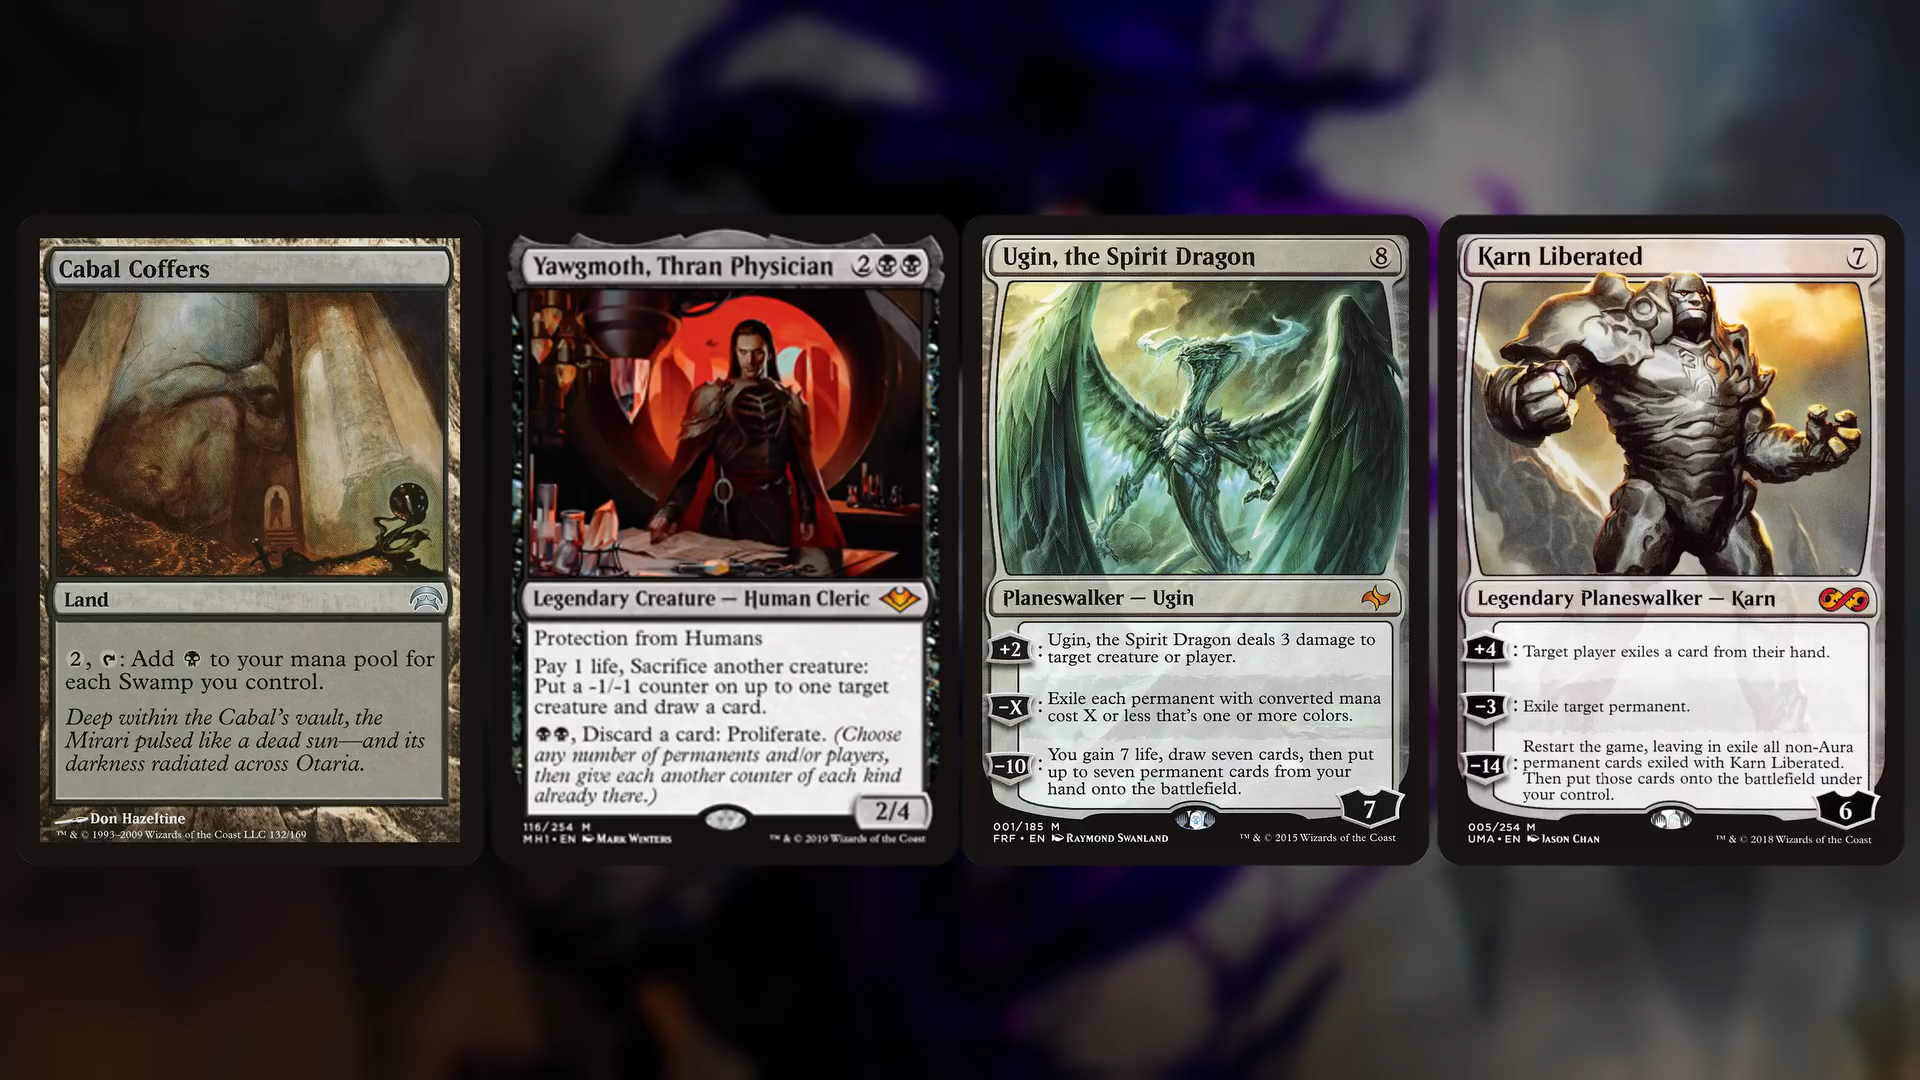 Cabal Coffers
Land
2, : Add to your mana pool for
each Swamp you control.
Deep within the Cabal's vault, the
Mirari pulsed like a dead sun—and its
darkness radiated across Otaria.
Don Hazeltine
™ & © 1993–2009 Wizards of the Coast LLC 132/169
Yawgmoth, Thran Physician 2
Legendary Creature — Human Cleric
Protection from Humans
Pay 1 life, Sacrifice another creature:
Put a -1/-1 counter on up to one target
creature and draw a card.
, Discard a card: Proliferate. (Choose
any number of permanents and/or players,
then give each another counter of each kind
already there.)
2/4
116/254 M
MH1 • EN Mark Winters
™ & © 2019 Wizards of the Coast
Ugin, the Spirit Dragon 8
Planeswalker — Ugin
+2 : Ugin, the Spirit Dragon deals 3 damage to
target creature or player.
−X : Exile each permanent with converted mana
cost X or less that's one or more colors.
−10 : You gain 7 life, draw seven cards, then put
up to seven permanent cards from your
hand onto the battlefield.
7
001/185 M
FRF • EN Raymond Swanland
™ & © 2015 Wizards of the Coast
Karn Liberated 7
Legendary Planeswalker — Karn
+4 : Target player exiles a card from their hand.
−3 : Exile target permanent.
−14 : Restart the game, leaving in exile all non-Aura
permanent cards exiled with Karn Liberated.
Then put those cards onto the battlefield under
your control.
6
005/254 M
UMA • EN Jason Chan
™ & © 2018 Wizards of the Coast